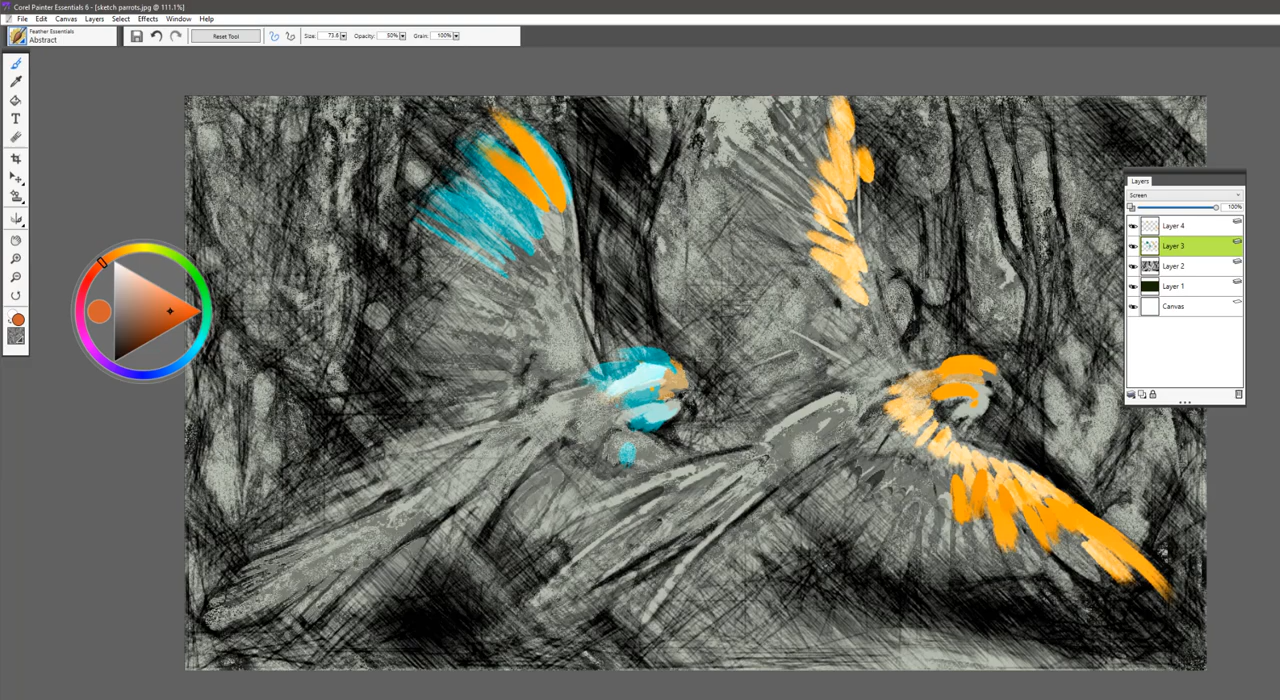 Corel Painter Essentials 6 - [sketch parrots.jpg @ 111.1%]
File Edit Canvas Layers Select Effects Window Help
Feather Essentials
Abstract
Reset Tool Size: 73.6 Opacity: 50% Grain: 100%
T
Layers
Screen
100%
Layer 4
Layer 3
Layer 2
Layer 1
Canvas